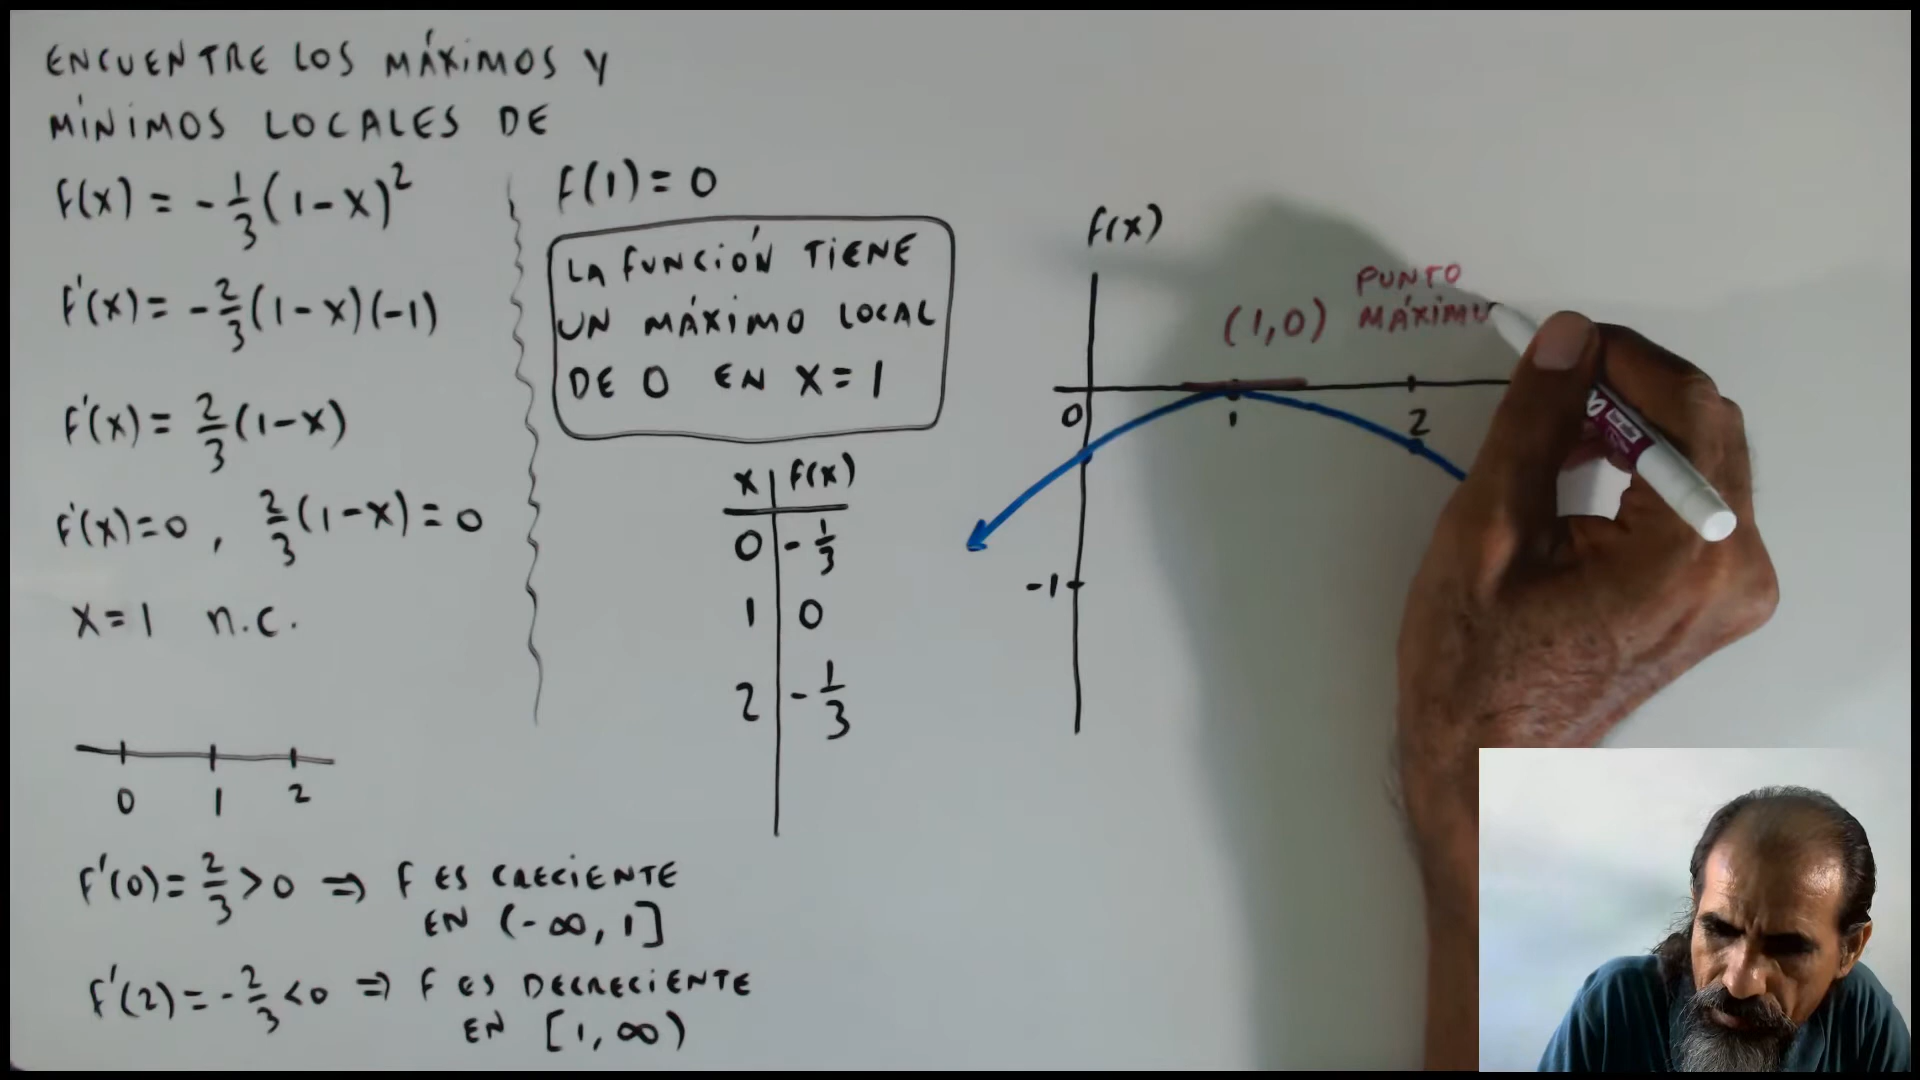 ENCUENTRE LOS MÁXIMOS Y
MÍNIMOS LOCALES DE
f(x) = -1/3(1-x)²
f'(x) = -2/3(1-x)(-1)
f'(x) = 2/3(1-x)
f'(x)=0, 2/3(1-x)=0
x=1 n.c.
0 1 2
f'(0)= 2/3 >0 ⇒ f ES CRECIENTE
EN (-∞, 1]
f'(2)= -2/3 <0 ⇒ f ES DECRECIENTE
EN [1, ∞)
f(1)=0
LA FUNCIÓN TIENE
UN MÁXIMO LOCAL
DE 0 EN X=1
x f(x)
0 -1/3
1 0
2 -1/3
f(x)
PUNTO
(1,0) MÁXIMO
0 1 2
-1